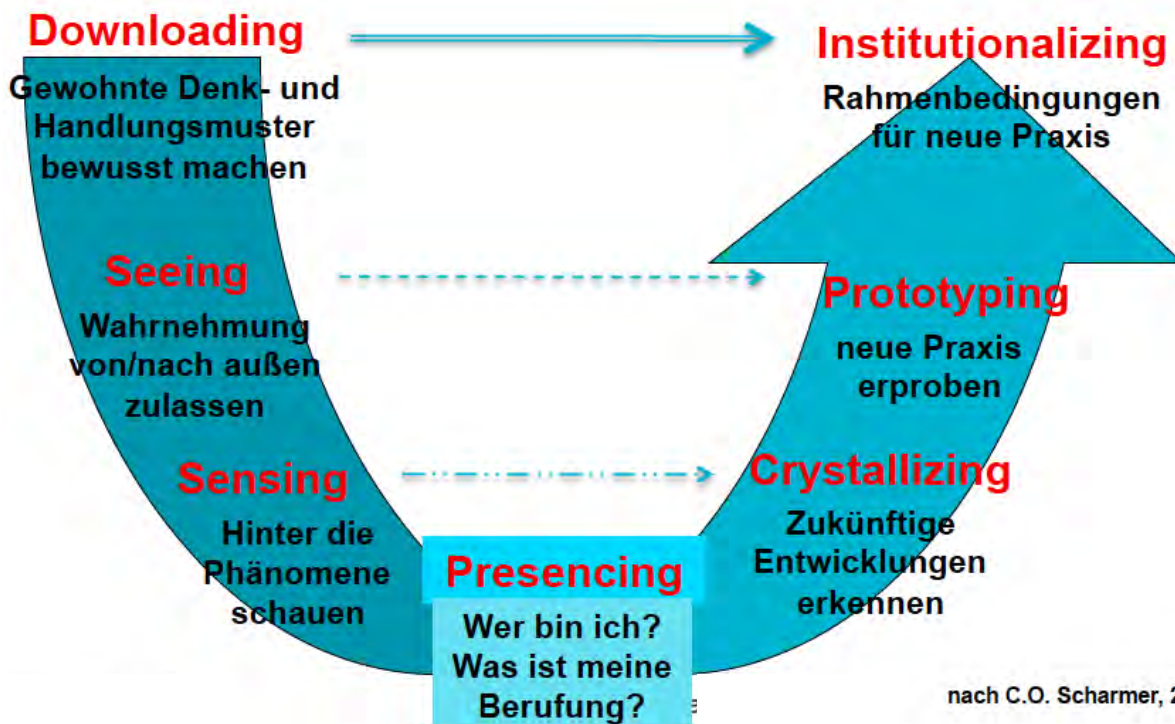 Downloading
Gewohnte Denk- und
Handlungsmuster
bewusst machen
Seeing
Wahrnehmung
von/nach außen
zulassen
Sensing
Hinter die
Phänomene
schauen
Presencing
Wer bin ich?
Was ist meine
Berufung?
Crystallizing
Zukünftige
Entwicklungen
erkennen
Prototyping
neue Praxis
erproben
Institutionalizing
Rahmenbedingungen
für neue Praxis
nach C.O. Scharmer,